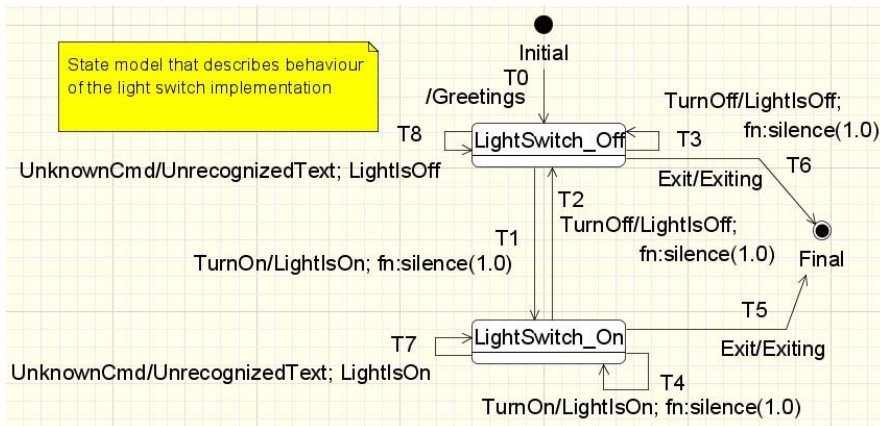 State model that describes behaviour
of the light switch implementation
Initial
T0
/Greetings
TurnOff/LightIsOff;
fn:silence(1.0)
T8
LightSwitch_Off
T3
UnknownCmd/UnrecognizedText; LightIsOff
T6
Exit/Exiting
T2
TurnOff/LightIsOff;
fn:silence(1.0)
T1
TurnOn/LightIsOn; fn:silence(1.0)
Final
T5
LightSwitch_On
T7
Exit/Exiting
UnknownCmd/UnrecognizedText; LightIsOn
T4
TurnOn/LightIsOn; fn:silence(1.0)